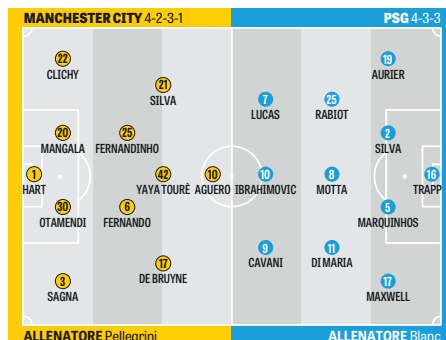 MANCHESTER CITY 4-2-3-1
PSG 4-3-3
22
CLICHY
20
MANGALA
1
HART
30
OTAMENDI
3
SAGNA
25
FERNANDINHO
6
FERNANDO
21
SILVA
42
YAYA TOURÈ
17
DE BRUYNE
10
AGUERO
7
LUCAS
10
IBRAHIMOVIC
9
CAVANI
25
RABIOT
8
MOTTA
11
DI MARIA
19
AURIER
2
SILVA
5
MARQUINHOS
17
MAXWELL
16
TRAPP
ALLENATORE Pellegrini
ALLENATORE Blanc